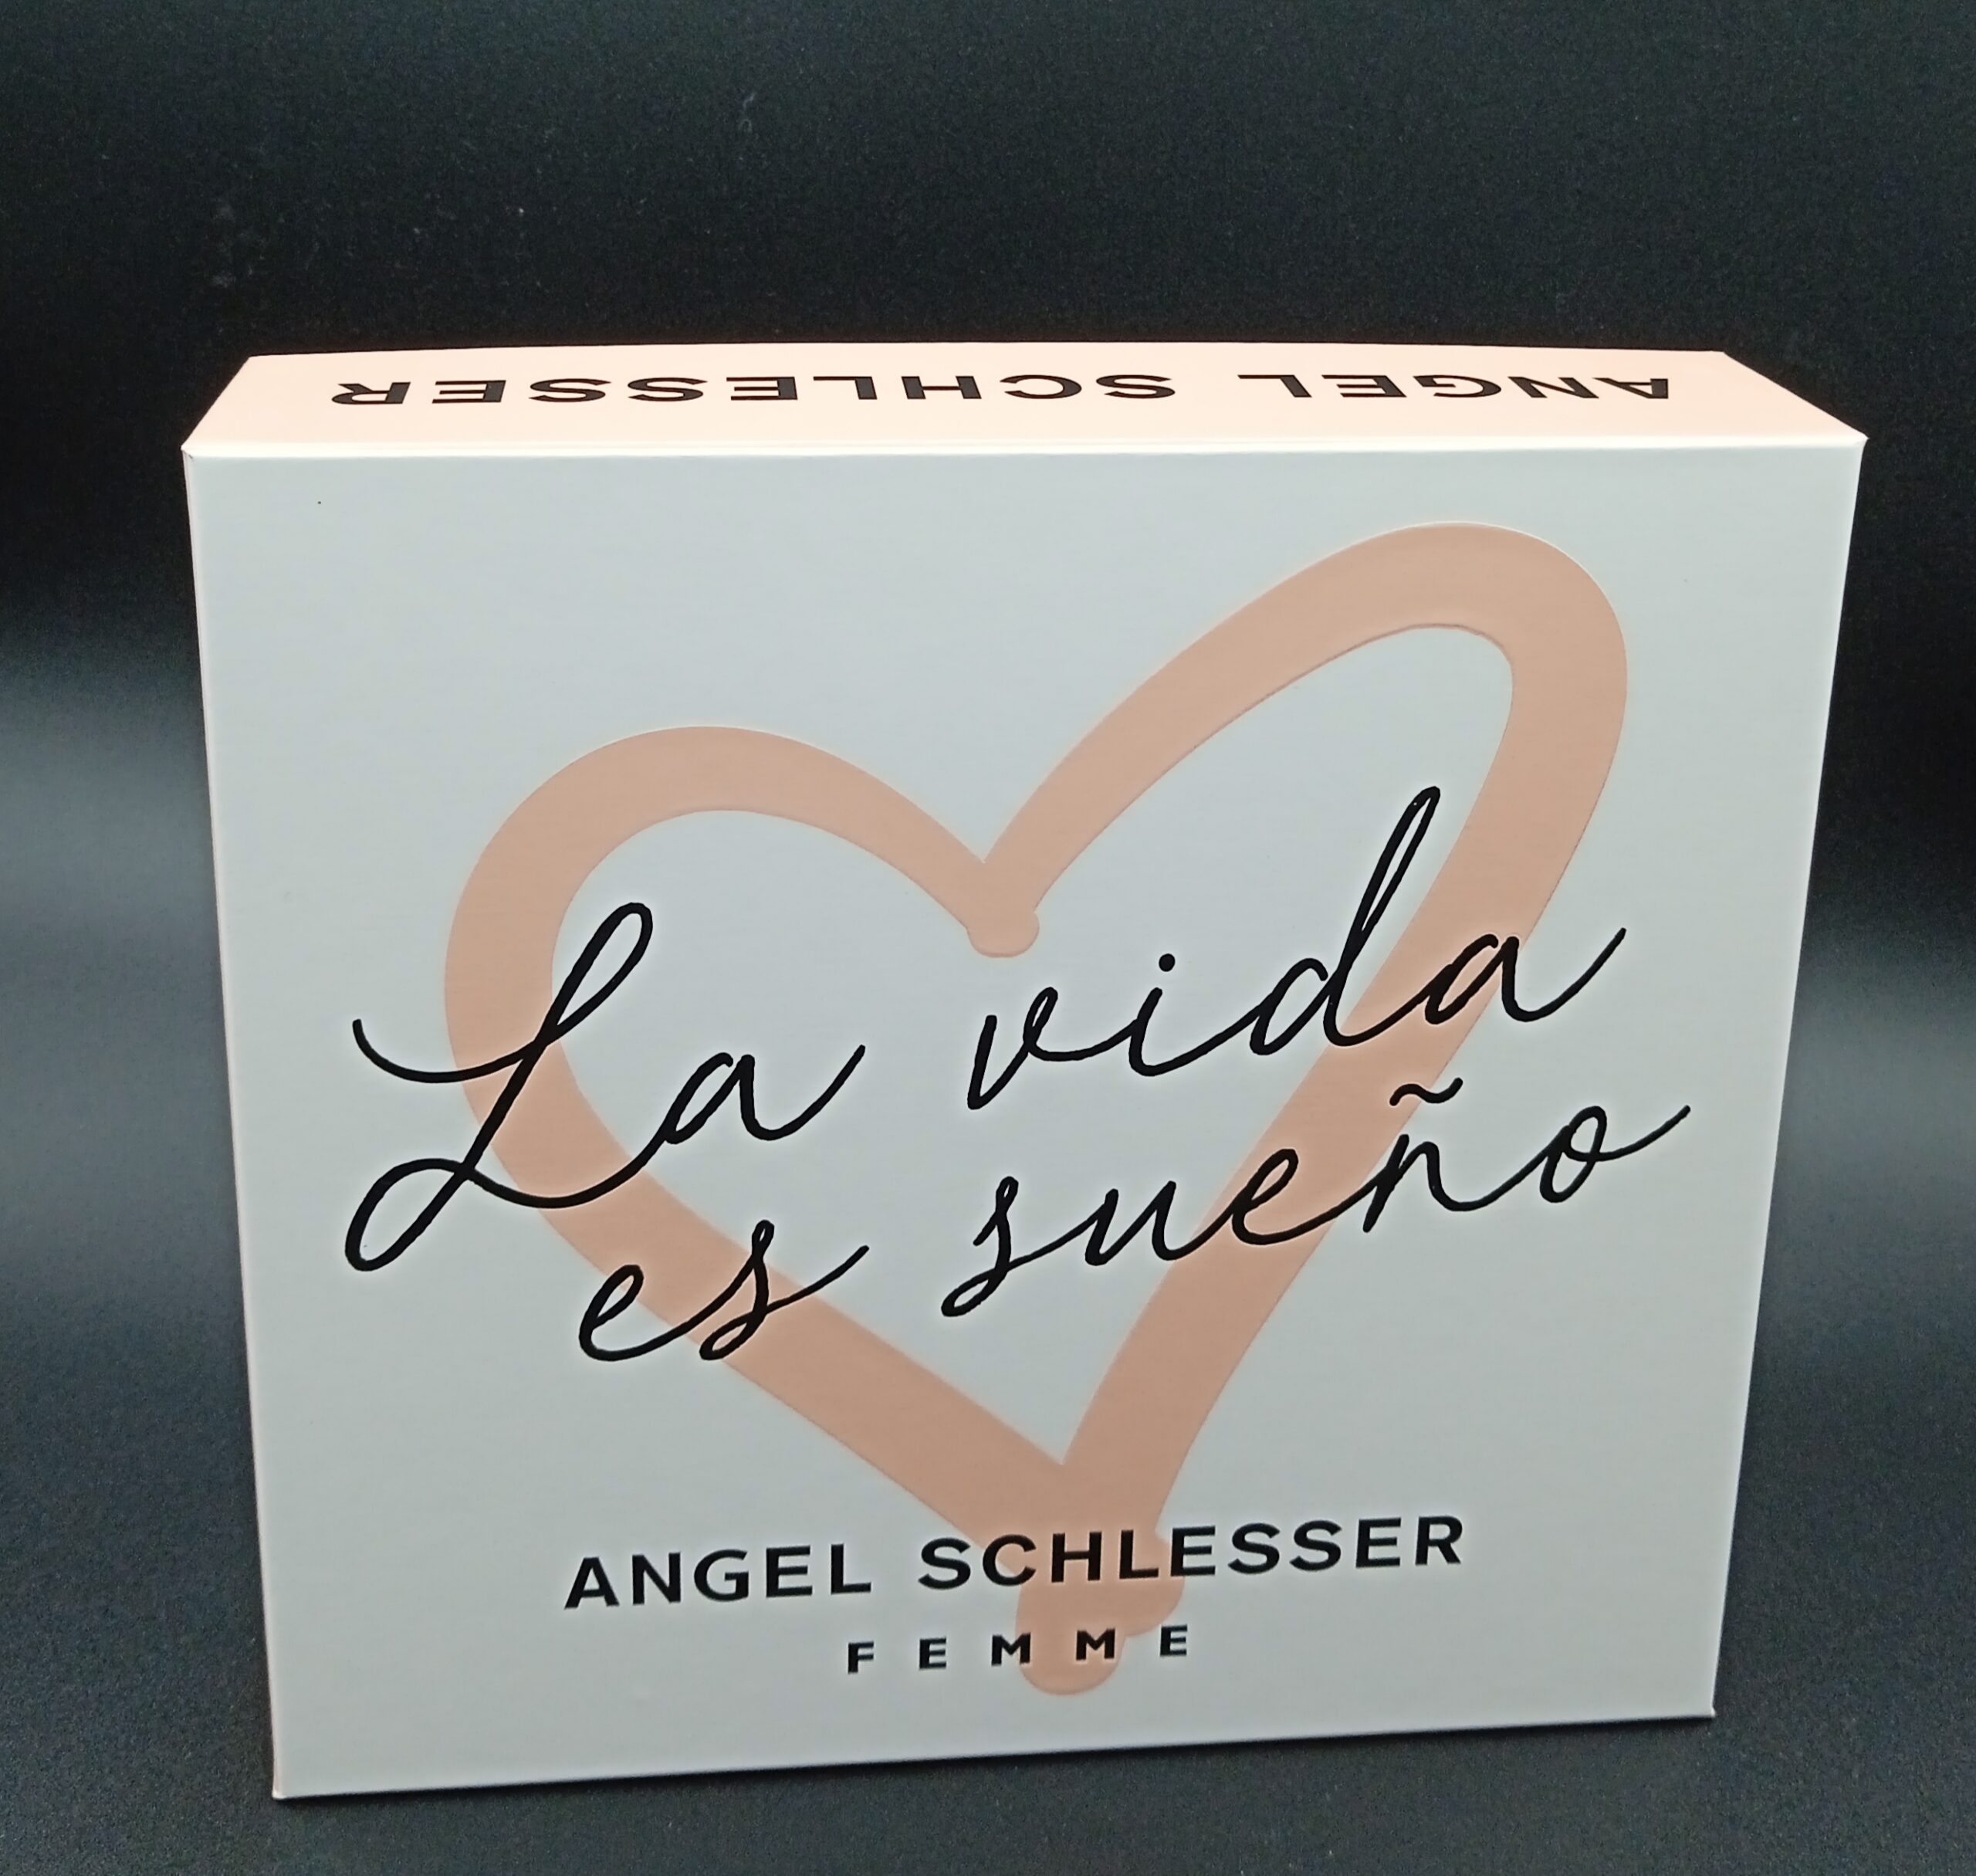 ANGEL SCHLESSER
La vida
es sueño
ANGEL SCHLESSER
FEMME